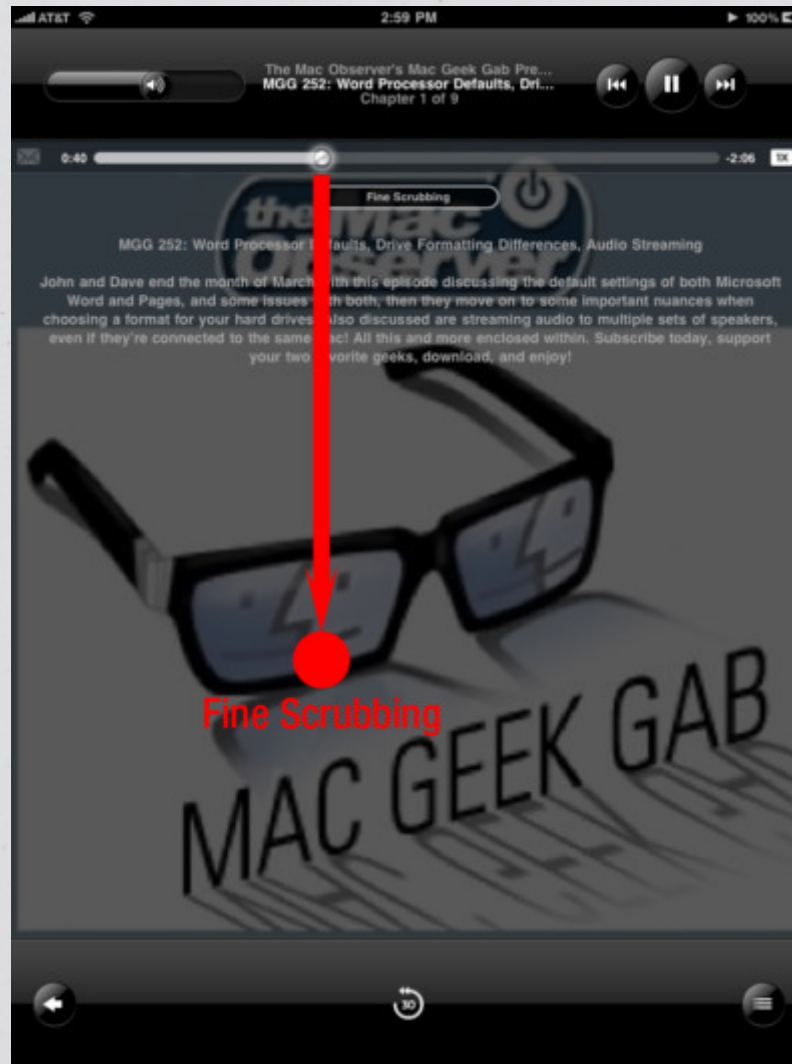 AT&T 2:59 PM 100%
The Mac Observer's Mac Geek Gab Pre...
MGG 252: Word Processor Defaults, Dri...
Chapter 1 of 9
0:40 -2:06 1X
Fine Scrubbing
the Mac
Observer
MGG 252: Word Processor Defaults, Drive Formatting Differences, Audio Streaming
John and Dave end the month of March with this episode discussing the default settings of both Microsoft
Word and Pages, and some issues with both, then they move on to some important nuances when
choosing a format for your hard drives. Also discussed are streaming audio to multiple sets of speakers,
even if they're connected to the same Mac! All this and more enclosed within. Subscribe today, support
your two favorite geeks, download, and enjoy!
Fine Scrubbing
MAC GEEK GAB
30